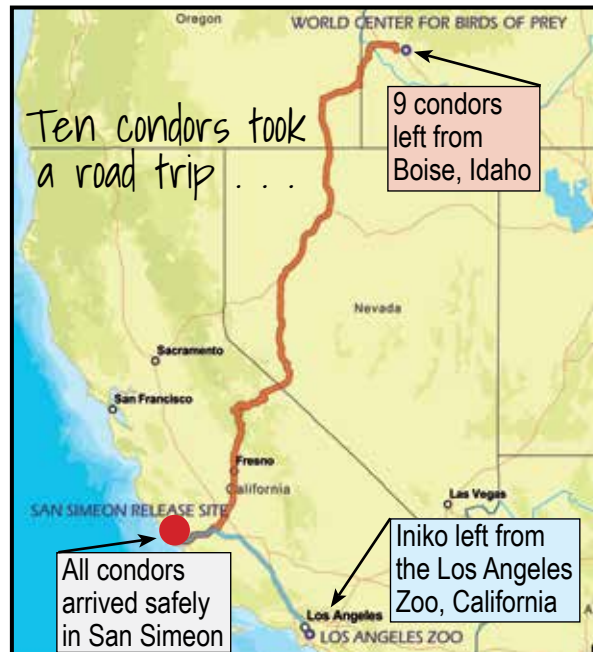 Oregon
WORLD CENTER FOR BIRDS OF PREY
Ten condors took
a road trip . . .
9 condors
left from
Boise, Idaho
Nevada
Sacramento
San Francisco
Fresno
California
Las Vegas
SAN SIMEON RELEASE SITE
All condors
arrived safely
in San Simeon
Iniko left from
the Los Angeles
Zoo, California
Los Angeles
LOS ANGELES ZOO
A